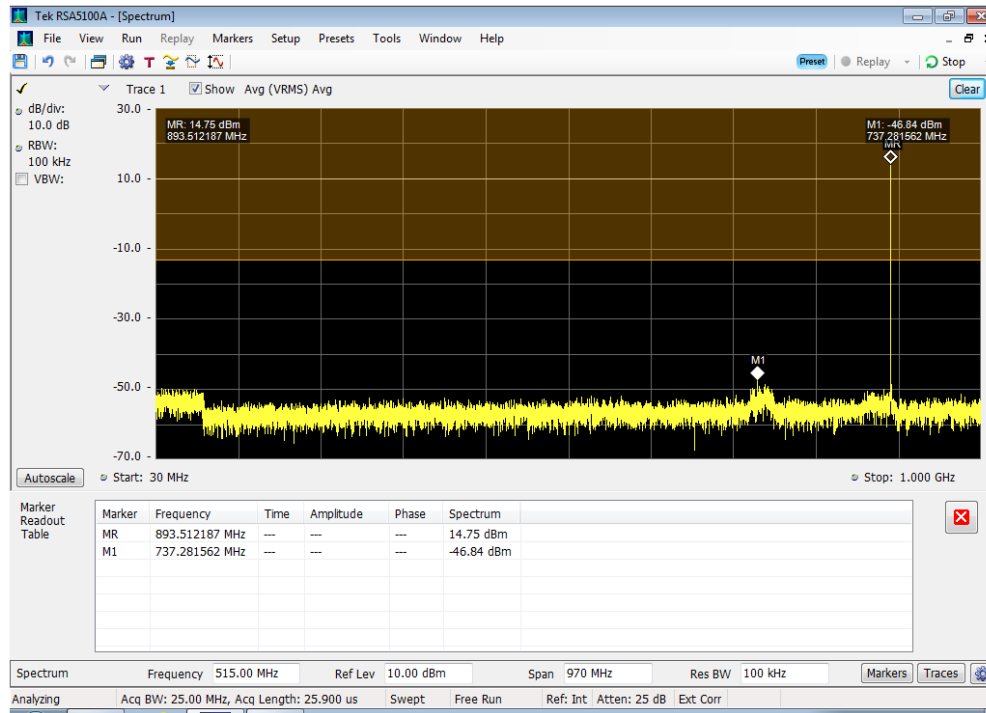 Tek RSA5100A - [Spectrum]
File View Run Replay Markers Setup Presets Tools Window Help
T Preset Replay Stop
Trace 1 Show Avg (VRMS) Avg Clear
dB/div:
10.0 dB
RBW:
100 kHz
VBW:
30.0
10.0
-10.0
-30.0
-50.0
-70.0
MR: 14.75 dBm
893.512187 MHz
M1: -46.84 dBm
737.281562 MHz
MR
M1
Autoscale Start: 30 MHz Stop: 1.000 GHz
Marker
Readout
Table
Marker Frequency Time Amplitude Phase Spectrum
MR 893.512187 MHz --- --- --- 14.75 dBm
M1 737.281562 MHz --- --- --- -46.84 dBm
Spectrum Frequency 515.00 MHz Ref Lev 10.00 dBm Span 970 MHz Res BW 100 kHz Markers Traces
Analyzing Acq BW: 25.00 MHz, Acq Length: 25.900 us Swept Free Run Ref: Int Atten: 25 dB Ext Corr